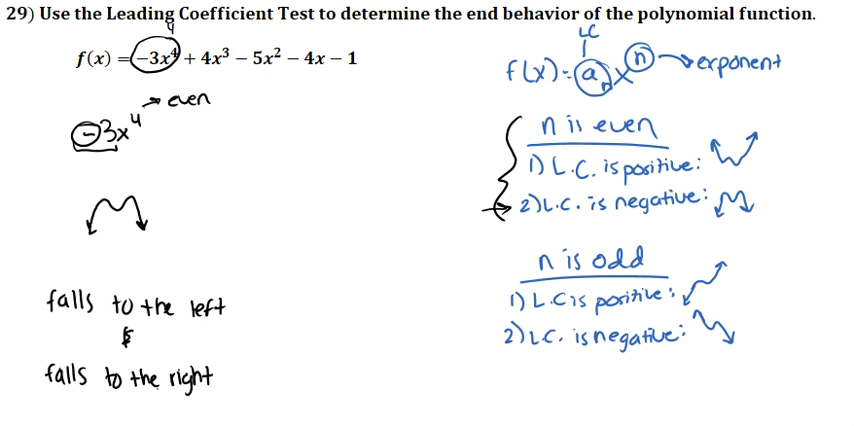 29) Use the Leading Coefficient Test to determine the end behavior of the polynomial function.
4
f(x) = −3x⁴ + 4x³ − 5x² − 4x − 1
→ even
−3x⁴
falls to the left
&
falls to the right
LC
f(x) = aₙxⁿ → exponent
n is even
1) L.C. is positive:
2) L.C. is negative:
n is odd
1) L.C is positive:
2) L.C. is negative: